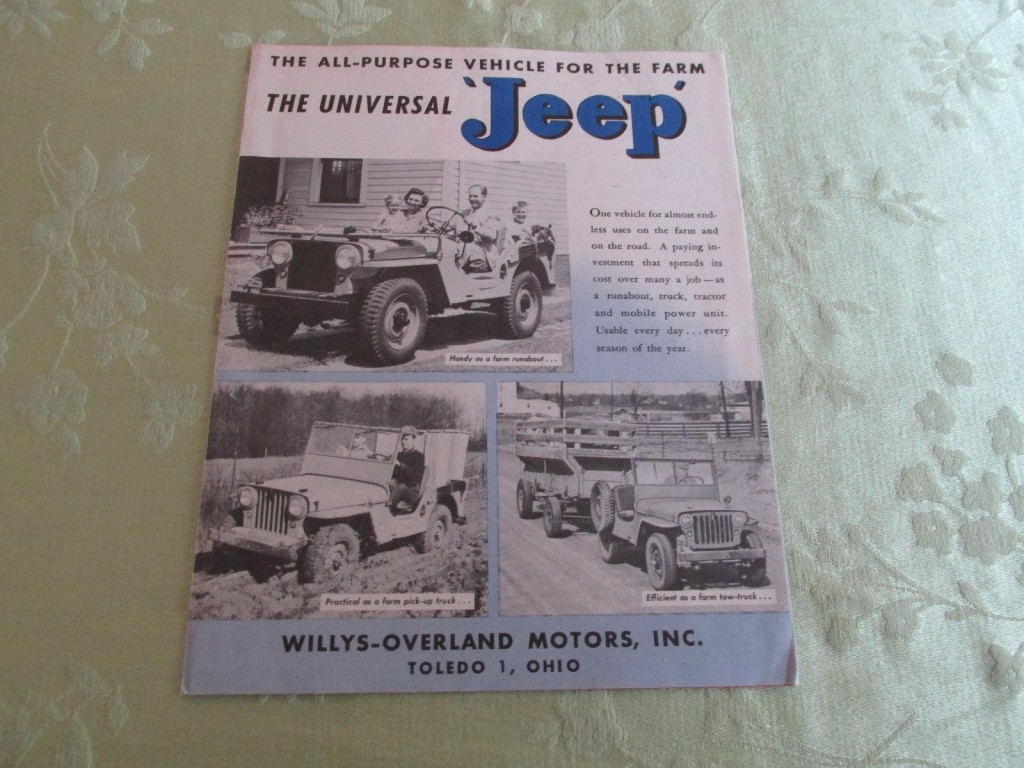 THE ALL-PURPOSE VEHICLE FOR THE FARM
THE UNIVERSAL 'Jeep'
One vehicle for almost end-
less uses on the farm and
on the road. A paying in-
vestment that spreads its
cost over many a job—as
a runabout, truck, tractor
and mobile power unit.
Usable every day...every
season of the year.
Handy as a farm runabout...
Practical as a farm pick-up truck...
Efficient as a farm tow-truck...
WILLYS-OVERLAND MOTORS, INC.
TOLEDO 1, OHIO